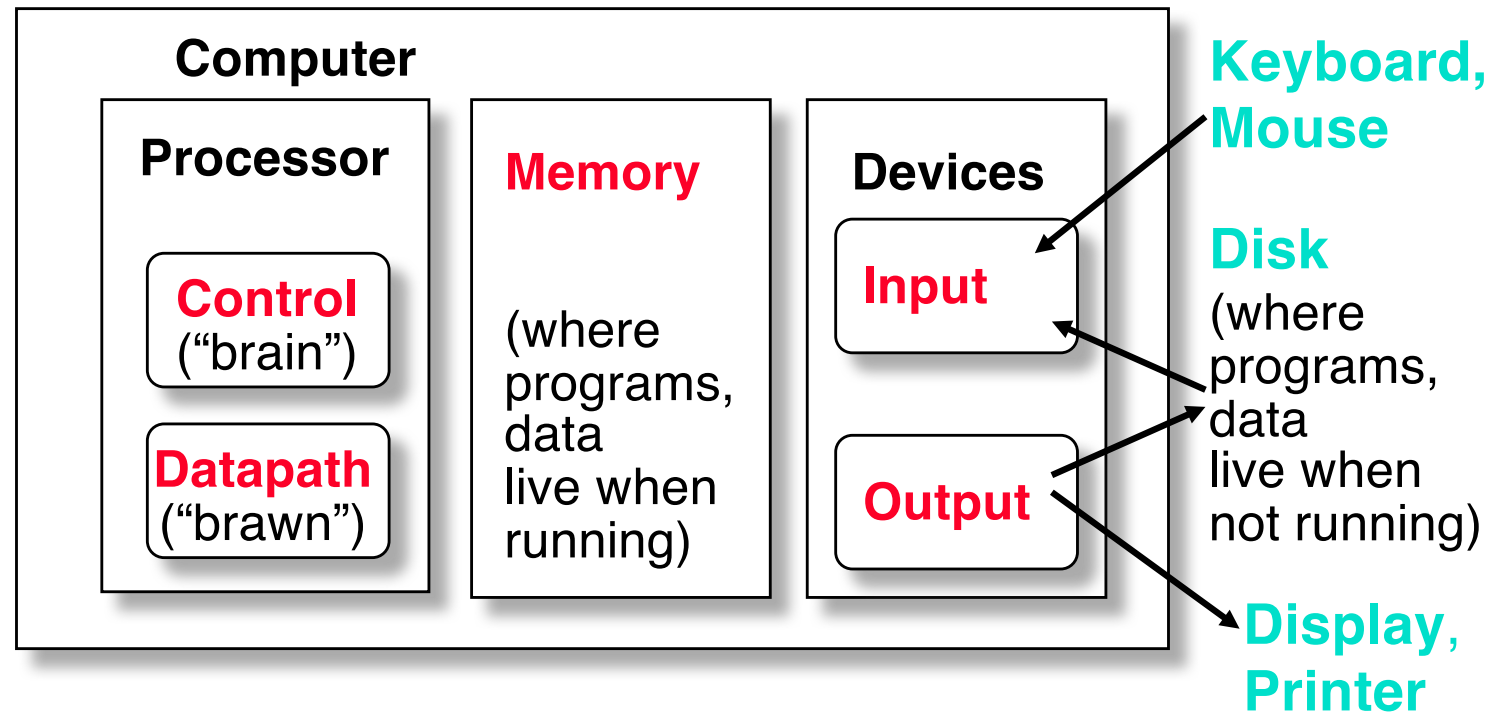 Computer
Processor
Control
(“brain”)
Datapath
(“brawn”)
Memory
(where
programs,
data
live when
running)
Devices
Input
Output
Keyboard,
Mouse
Disk
(where
programs,
data
live when
not running)
Display,
Printer